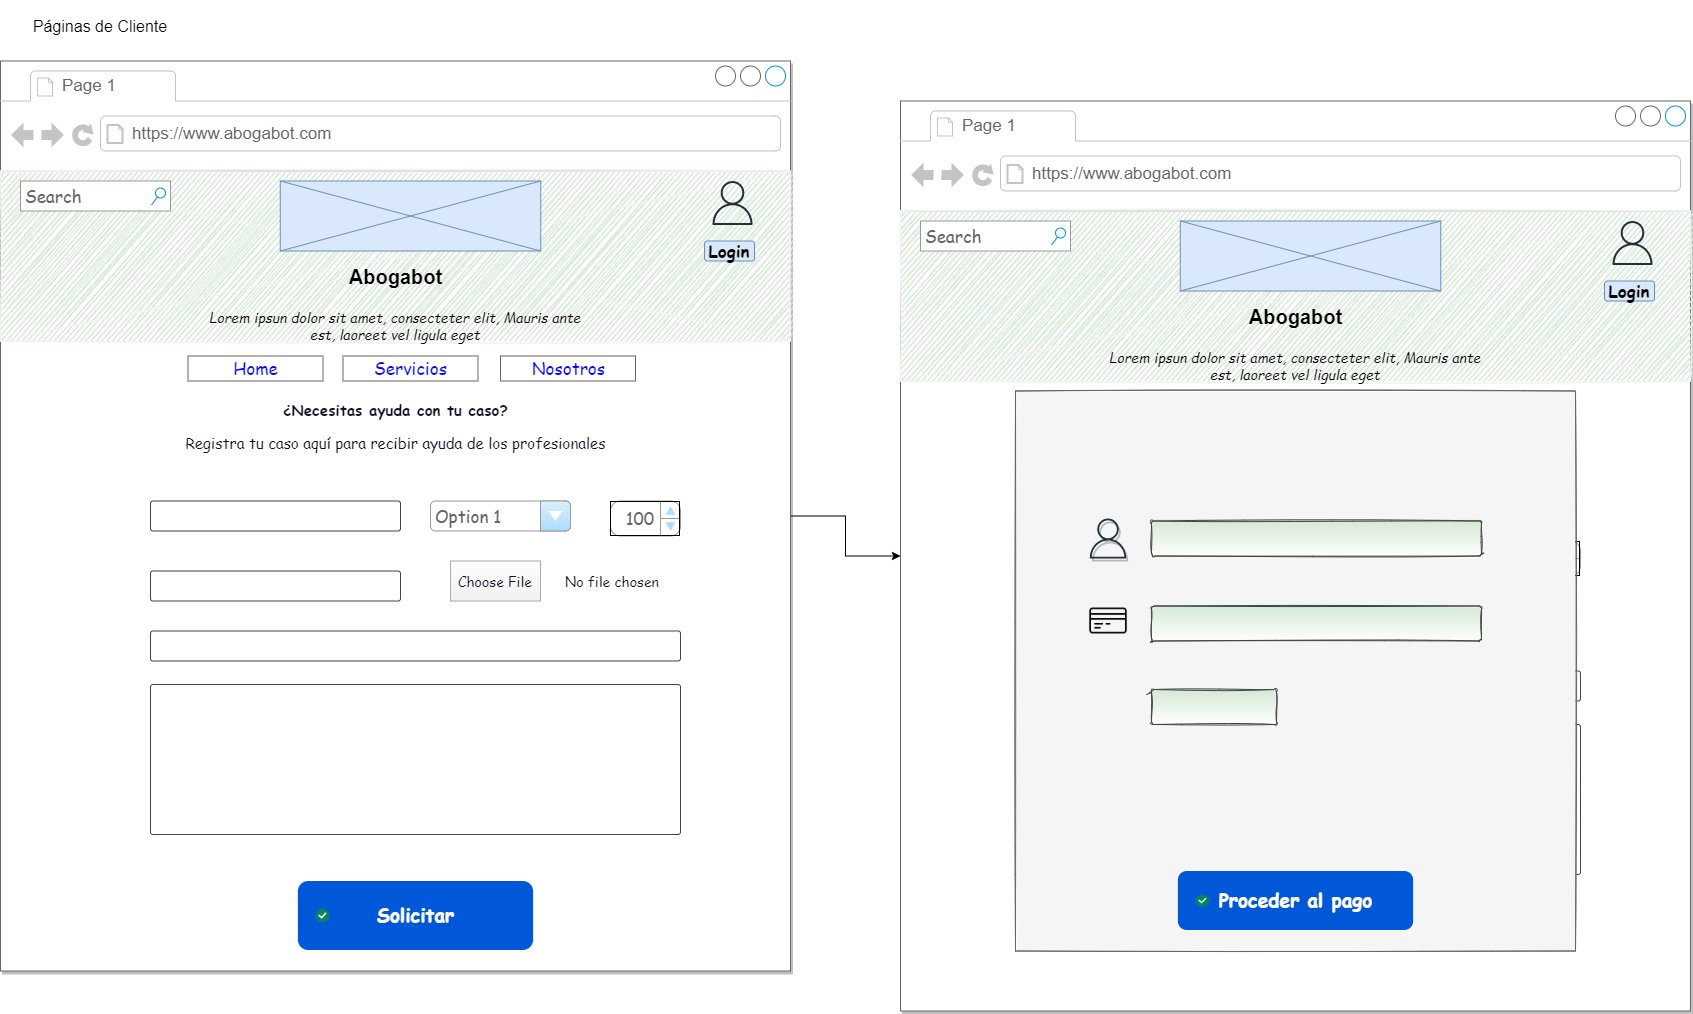 Páginas de Cliente
Page 1
https://www.abogabot.com
Search
Login
Abogabot
Lorem ipsun dolor sit amet, consecteter elit, Mauris ante
est, laoreet vel ligula eget
Home
Servicios
Nosotros
¿Necesitas ayuda con tu caso?
Registra tu caso aquí para recibir ayuda de los profesionales
Option 1
100
Choose File
No file chosen
Solicitar
Page 1
https://www.abogabot.com
Search
Login
Abogabot
Lorem ipsun dolor sit amet, consecteter elit, Mauris ante
est, laoreet vel ligula eget
Proceder al pago